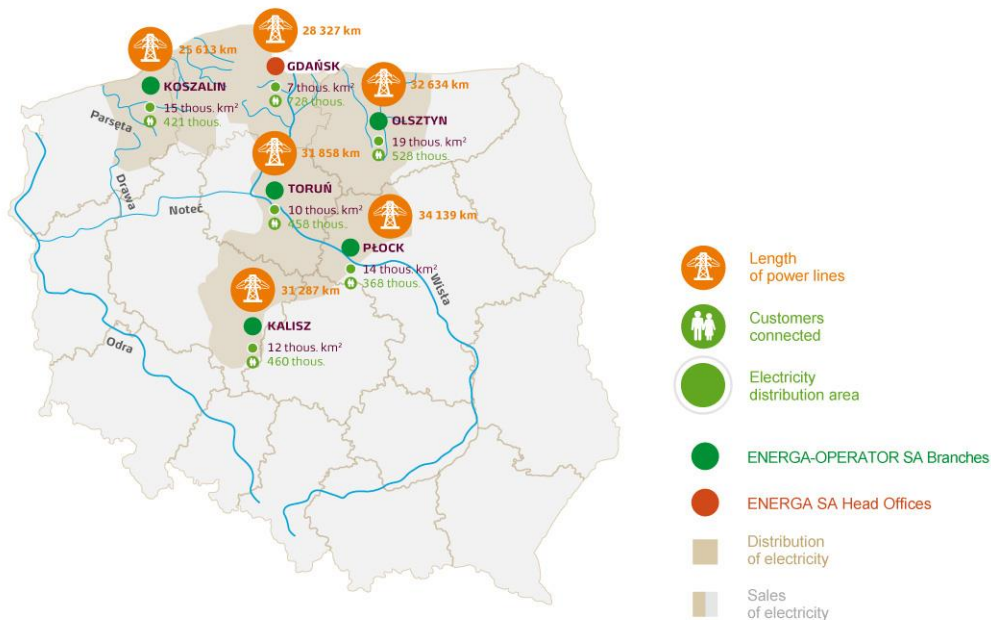 28 327 km
GDAŃSK
7 thous. km²
728 thous.
25 613 km
KOSZALIN
15 thous. km²
421 thous.
32 634 km
OLSZTYN
19 thous. km²
528 thous.
Parsęta
Drawa
Noteć
31 858 km
TORUŃ
10 thous. km²
458 thous.
34 139 km
PŁOCK
14 thous. km²
368 thous.
Wisła
31 287 km
KALISZ
12 thous. km²
460 thous.
Odra
Length
of power lines
Customers
connected
Electricity
distribution area
ENERGA-OPERATOR SA Branches
ENERGA SA Head Offices
Distribution
of electricity
Sales
of electricity